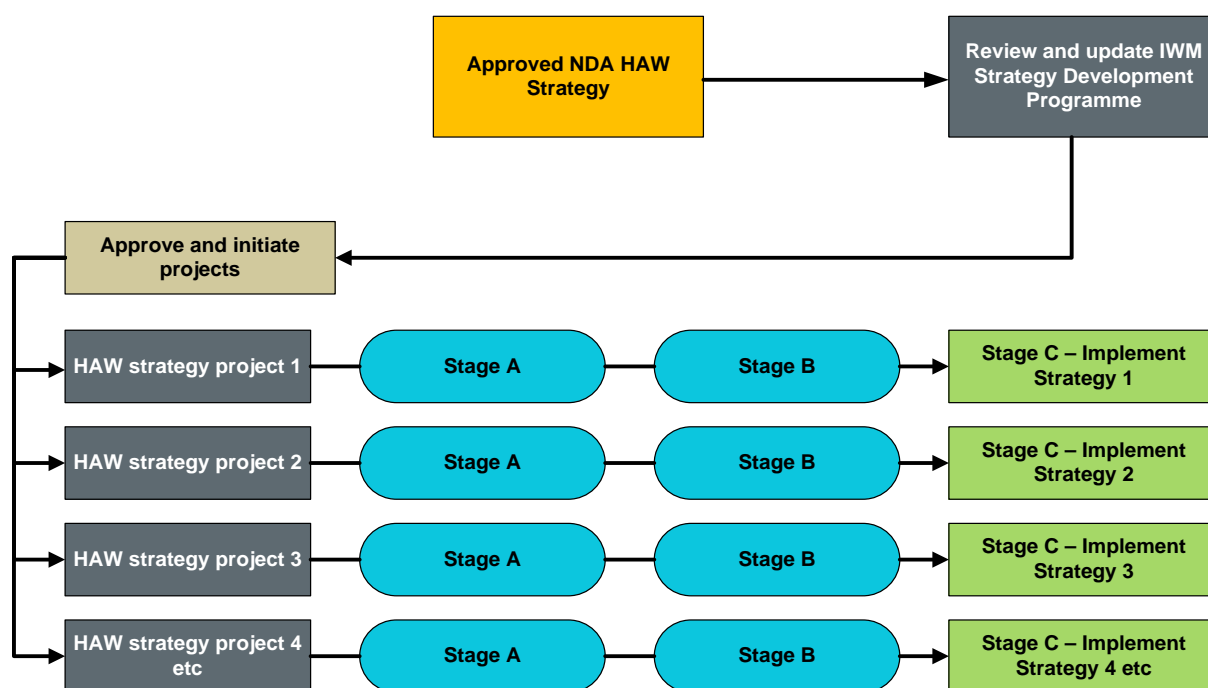 Approved NDA HAW
Strategy
Review and update IWM
Strategy Development
Programme
Approve and initiate
projects
HAW strategy project 1
Stage A
Stage B
Stage C – Implement
Strategy 1
HAW strategy project 2
Stage A
Stage B
Stage C – Implement
Strategy 2
HAW strategy project 3
Stage A
Stage B
Stage C – Implement
Strategy 3
HAW strategy project 4
etc
Stage A
Stage B
Stage C – Implement
Strategy 4 etc